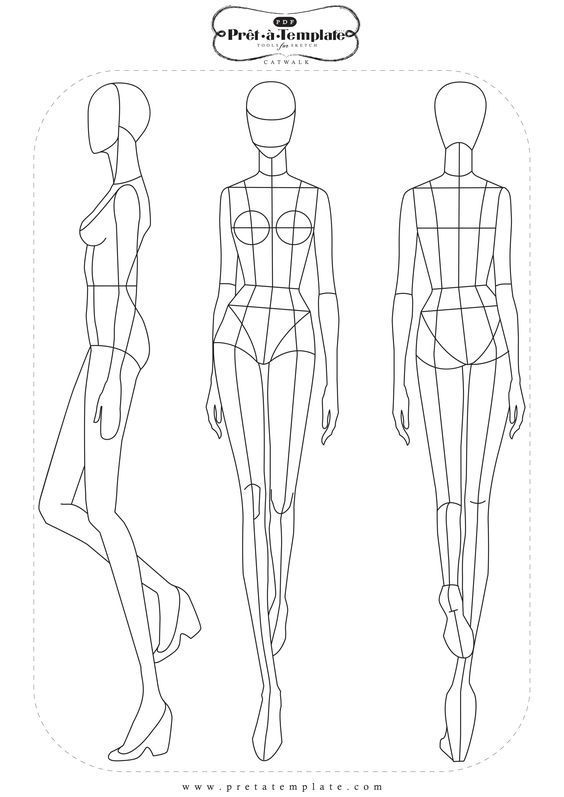 PDF
Prêt-à-Template
TOOLS for SKETCH
CATWALK
www.pretatemplate.com